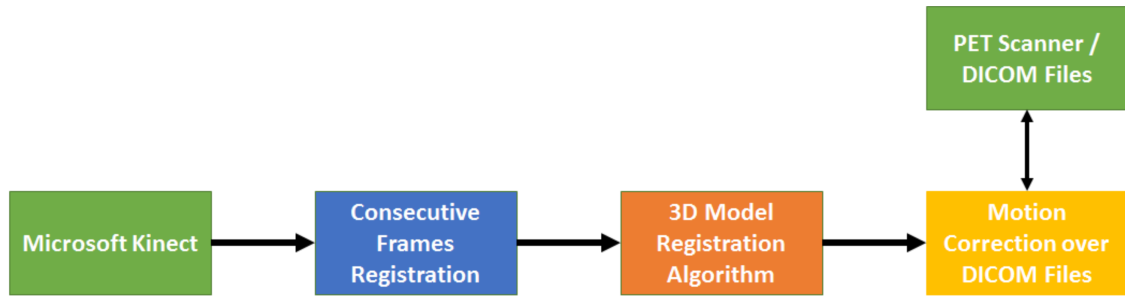 PET Scanner /
DICOM Files
Microsoft Kinect
Consecutive
Frames
Registration
3D Model
Registration
Algorithm
Motion
Correction over
DICOM Files